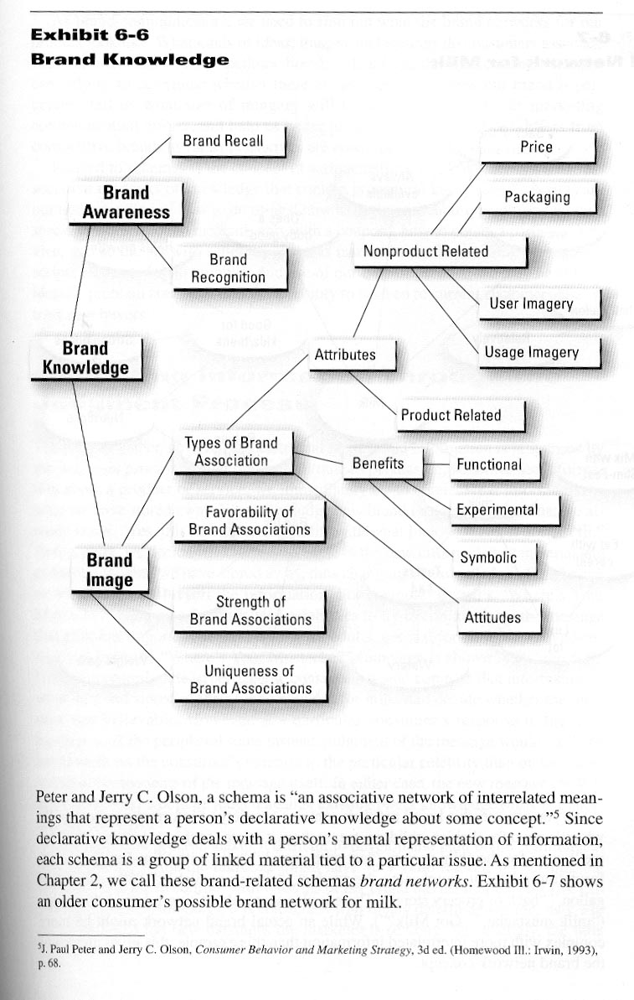 Exhibit 6-6
Brand Knowledge
Brand Recall
Price
Brand
Awareness
Packaging
Nonproduct Related
Brand
Recognition
User Imagery
Brand
Knowledge
Attributes
Usage Imagery
Product Related
Types of Brand
Association
Benefits
Functional
Favorability of
Brand Associations
Experimental
Brand
Image
Symbolic
Strength of
Brand Associations
Attitudes
Uniqueness of
Brand Associations
Peter and Jerry C. Olson, a schema is “an associative network of interrelated mean-
ings that represent a person’s declarative knowledge about some concept.”5 Since
declarative knowledge deals with a person’s mental representation of information,
each schema is a group of linked material tied to a particular issue. As mentioned in
Chapter 2, we call these brand-related schemas brand networks. Exhibit 6-7 shows
an older consumer’s possible brand network for milk.
5J. Paul Peter and Jerry C. Olson, Consumer Behavior and Marketing Strategy, 3d ed. (Homewood Ill.: Irwin, 1993),
p. 68.